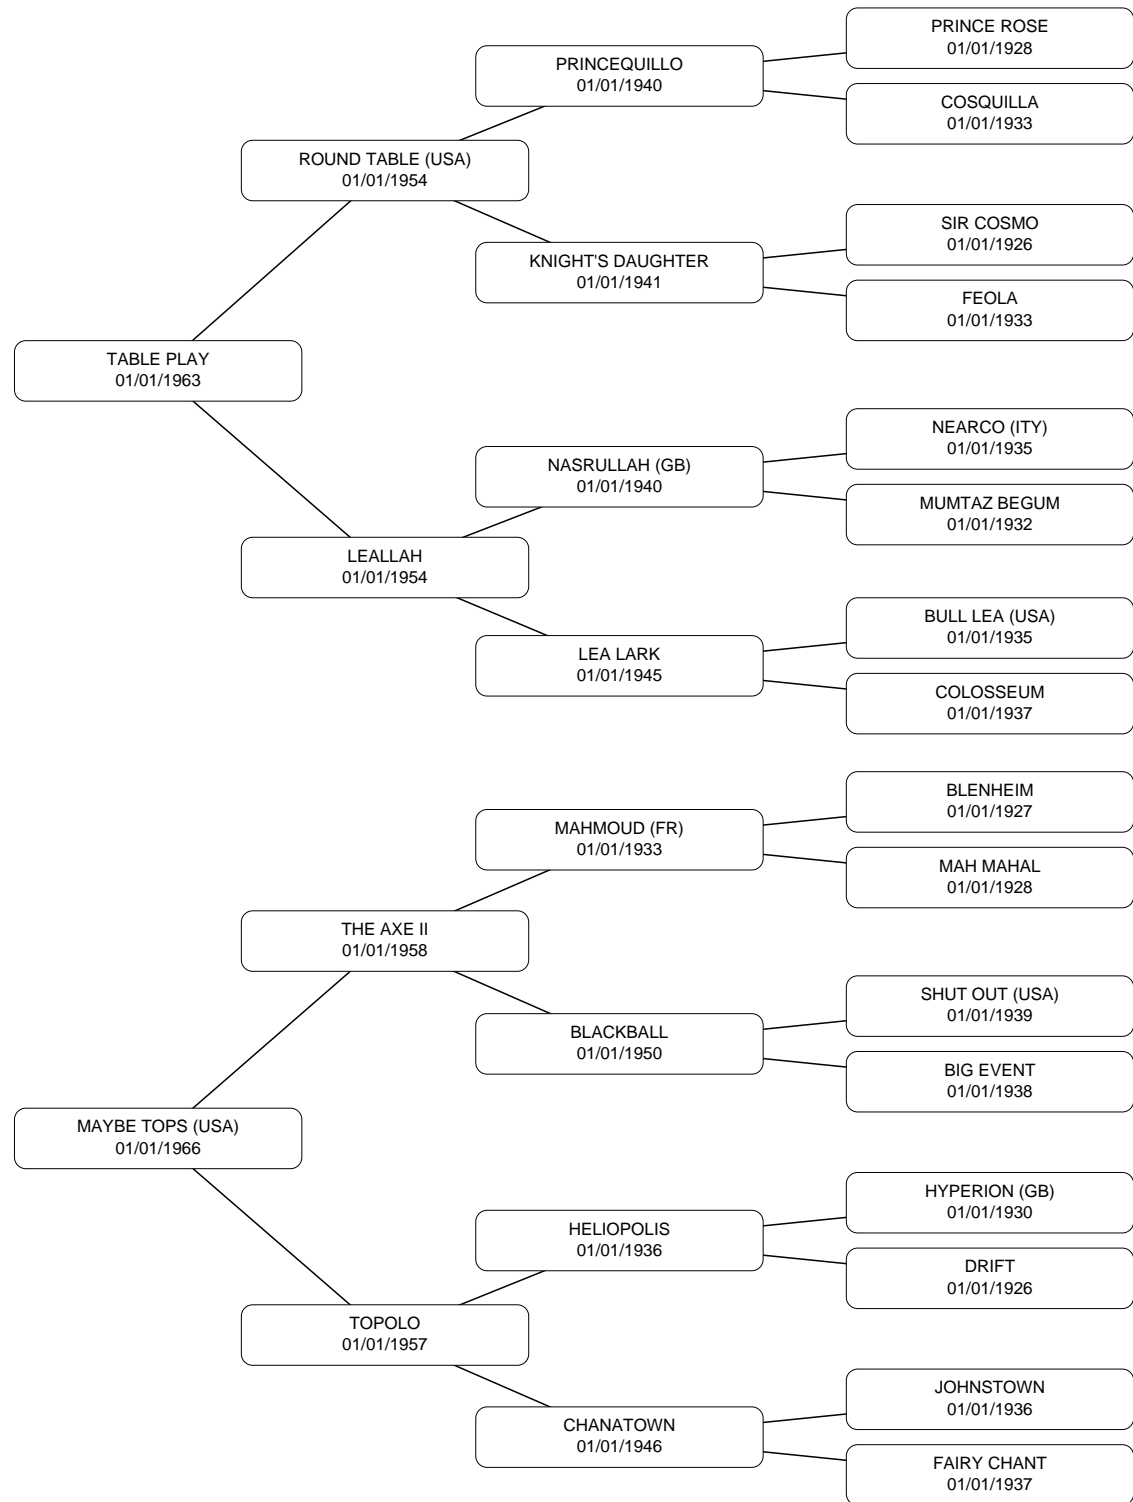 PRINCE ROSE
01/01/1928
PRINCEQUILLO
01/01/1940
COSQUILLA
01/01/1933
ROUND TABLE (USA)
01/01/1954
SIR COSMO
01/01/1926
KNIGHT'S DAUGHTER
01/01/1941
FEOLA
01/01/1933
TABLE PLAY
01/01/1963
NEARCO (ITY)
01/01/1935
NASRULLAH (GB)
01/01/1940
MUMTAZ BEGUM
01/01/1932
LEALLAH
01/01/1954
BULL LEA (USA)
01/01/1935
LEA LARK
01/01/1945
COLOSSEUM
01/01/1937
BLENHEIM
01/01/1927
MAHMOUD (FR)
01/01/1933
MAH MAHAL
01/01/1928
THE AXE II
01/01/1958
SHUT OUT (USA)
01/01/1939
BLACKBALL
01/01/1950
BIG EVENT
01/01/1938
MAYBE TOPS (USA)
01/01/1966
HYPERION (GB)
01/01/1930
HELIOPOLIS
01/01/1936
DRIFT
01/01/1926
TOPOLO
01/01/1957
JOHNSTOWN
01/01/1936
CHANATOWN
01/01/1946
FAIRY CHANT
01/01/1937